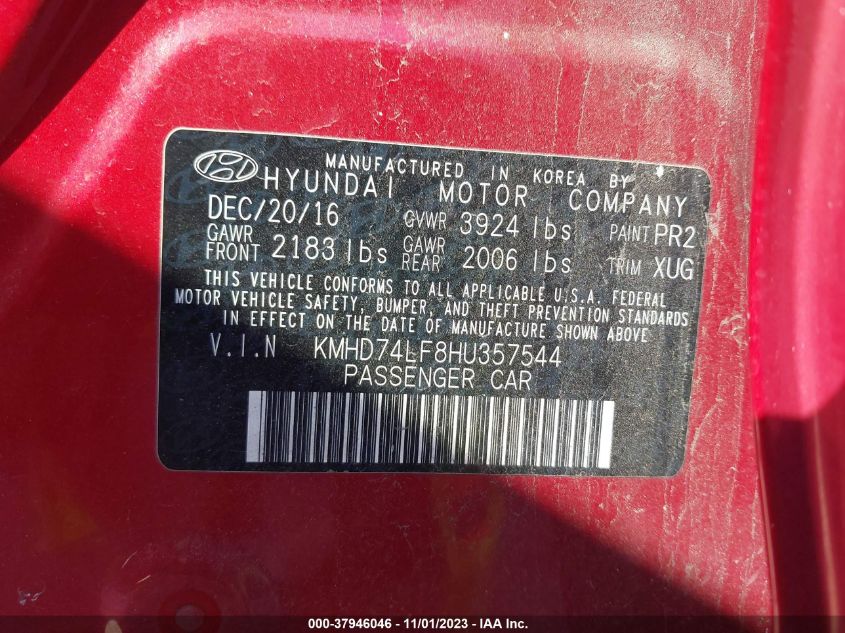 MANUFACTURED IN KOREA BY
HYUNDAI MOTOR COMPANY
DEC/20/16 GVWR 3924 lbs PAINT PR2
GAWR FRONT 2183 lbs GAWR REAR 2006 lbs TRIM XUG
THIS VEHICLE CONFORMS TO ALL APPLICABLE U.S.A. FEDERAL
MOTOR VEHICLE SAFETY, BUMPER, AND THEFT PREVENTION STANDARDS
IN EFFECT ON THE DATE OF MANUFACTURE SHOWN ABOVE
V.I.N KMHD74LF8HU357544
PASSENGER CAR
000-37946046 - 11/01/2023 - IAA Inc.